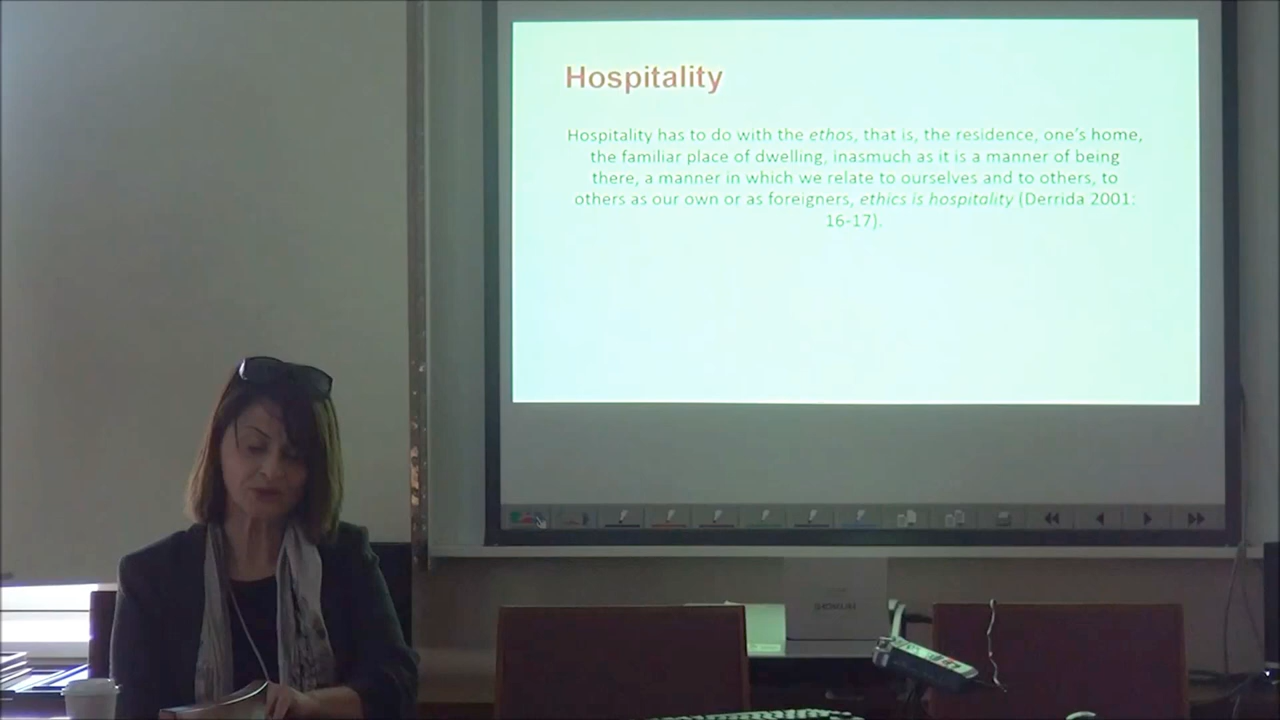 Hospitality
Hospitality has to do with the ethos, that is, the residence, one's home,
the familiar place of dwelling, inasmuch as it is a manner of being
there, a manner in which we relate to ourselves and to others, to
others as our own or as foreigners, ethics is hospitality (Derrida 2001:
16-17).